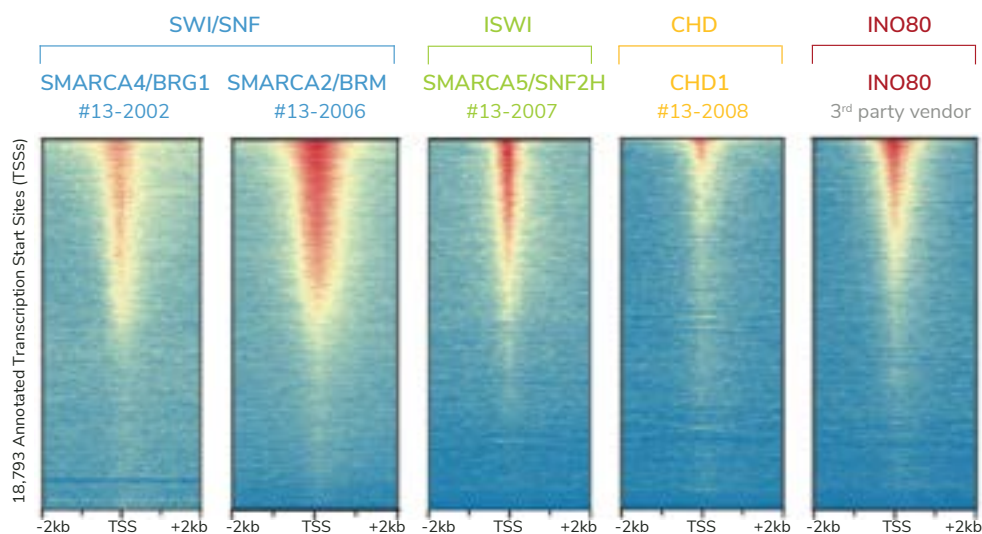 SWI/SNF ISWI CHD INO80
SMARCA4/BRG1 SMARCA2/BRM SMARCA5/SNF2H CHD1 INO80
#13-2002 #13-2006 #13-2007 #13-2008 3rd party vendor
18,793 Annotated Transcription Start Sites (TSSs)
-2kb TSS +2kb -2kb TSS +2kb -2kb TSS +2kb -2kb TSS +2kb -2kb TSS +2kb